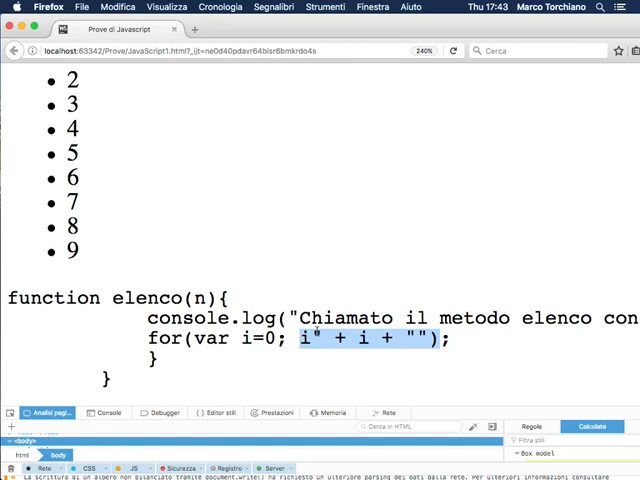 Firefox File Modifica Visualizza Cronologia Segnalibri Strumenti Finestra Aiuto Thu 17:43 Marco Torchiano
Prove di Javascript
localhost:63342/Prove/JavaScript1.html?_ijt=ne0d40pdavr64blsr6bmkrdo4s 240% Cerca
• 2
• 3
• 4
• 5
• 6
• 7
• 8
• 9
function elenco(n){
console.log("Chiamato il metodo elenco con
for(var i=0; i" + i + "");
}
}
Analisi pagi... Console Debugger Editor stili Prestazioni Memoria Rete
Cerca in HTML Regole Calcolate
<body> Filtra stili
html body Box model
Rete CSS JS Sicurezza Registro Server
La scrittura di un albero non bilanciato tramite document.write() ha risultato un ulteriore parsing dei dati dalla rete. Per ulteriori informazioni consultare